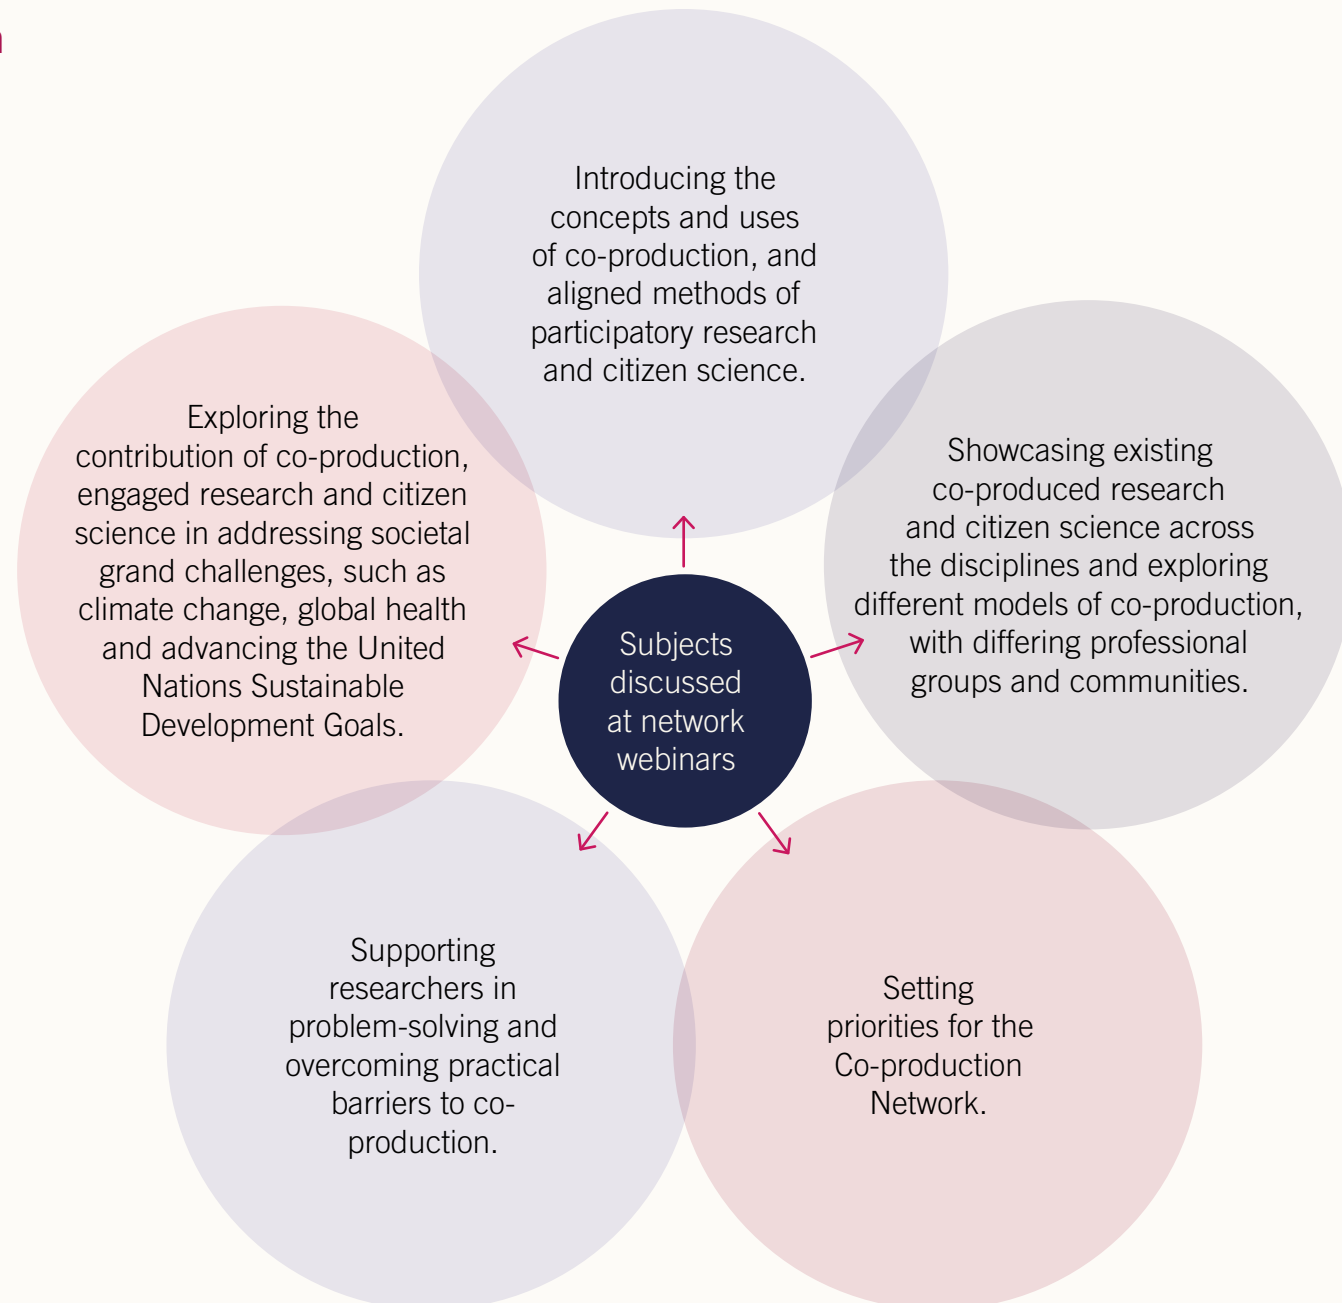 Introducing the
concepts and uses
of co-production, and
aligned methods of
participatory research
and citizen science.
Showcasing existing
co-produced research
and citizen science across
the disciplines and exploring
different models of co-production,
with differing professional
groups and communities.
Setting
priorities for the
Co-production
Network.
Supporting
researchers in
problem-solving and
overcoming practical
barriers to co-
production.
Exploring the
contribution of co-production,
engaged research and citizen
science in addressing societal
grand challenges, such as
climate change, global health
and advancing the United
Nations Sustainable
Development Goals.
Subjects
discussed
at network
webinars